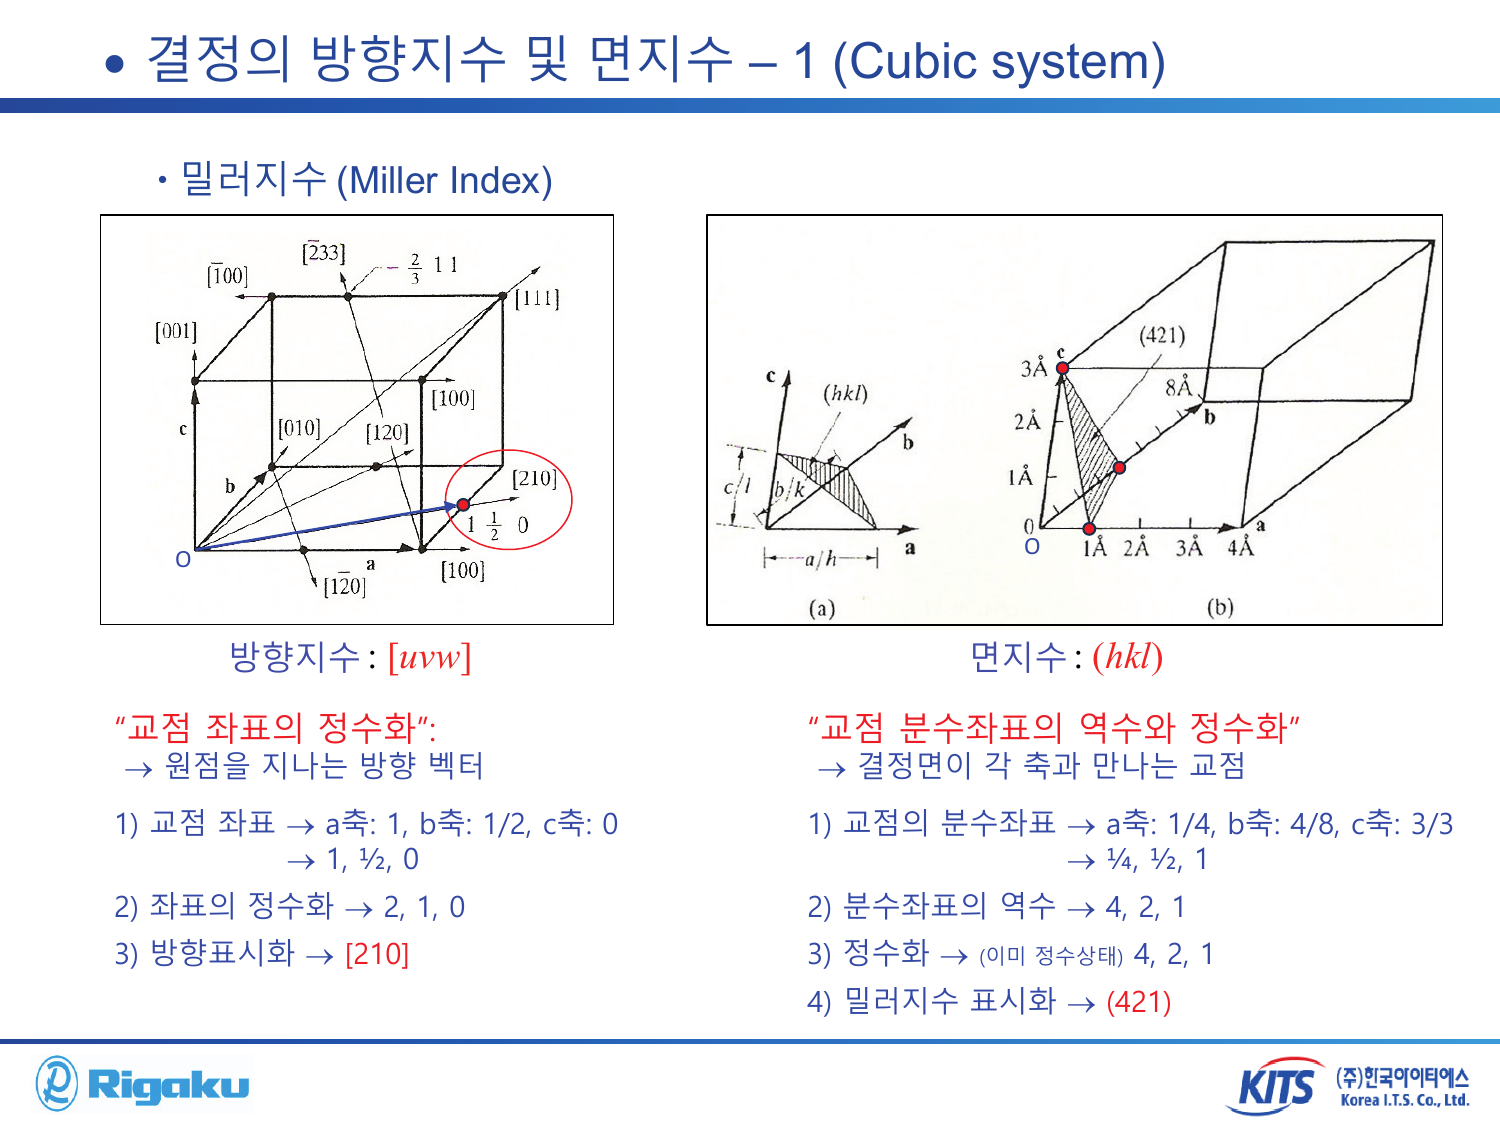 • 결정의 방향지수 및 면지수 – 1 (Cubic system)
• 밀러지수 (Miller Index)
[2̅33]
[1̅00]
− 2/3 1 1
[111]
[001]
[100]
c
[010]
[120]
b
[210]
1 1/2 0
O
a
[100]
[12̅0]
(421)
3Å
c
8Å
b
2Å
1Å
0
O
a
1Å 2Å 3Å 4Å
(b)
c
(hkl)
b
c/l
b/k
a
a/h
(a)
방향지수 : [uvw]
면지수 : (hkl)
“교점 좌표의 정수화”:
→ 원점을 지나는 방향 벡터
1) 교점 좌표 → a축: 1, b축: 1/2, c축: 0
→ 1, ½, 0
2) 좌표의 정수화 → 2, 1, 0
3) 방향표시화 → [210]
“교점 분수좌표의 역수와 정수화”
→ 결정면이 각 축과 만나는 교점
1) 교점의 분수좌표 → a축: 1/4, b축: 4/8, c축: 3/3
→ ¼, ½, 1
2) 분수좌표의 역수 → 4, 2, 1
3) 정수화 → (이미 정수상태) 4, 2, 1
4) 밀러지수 표시화 → (421)
Rigaku
KITS
(주)한국아이티에스
Korea I.T.S. Co., Ltd.